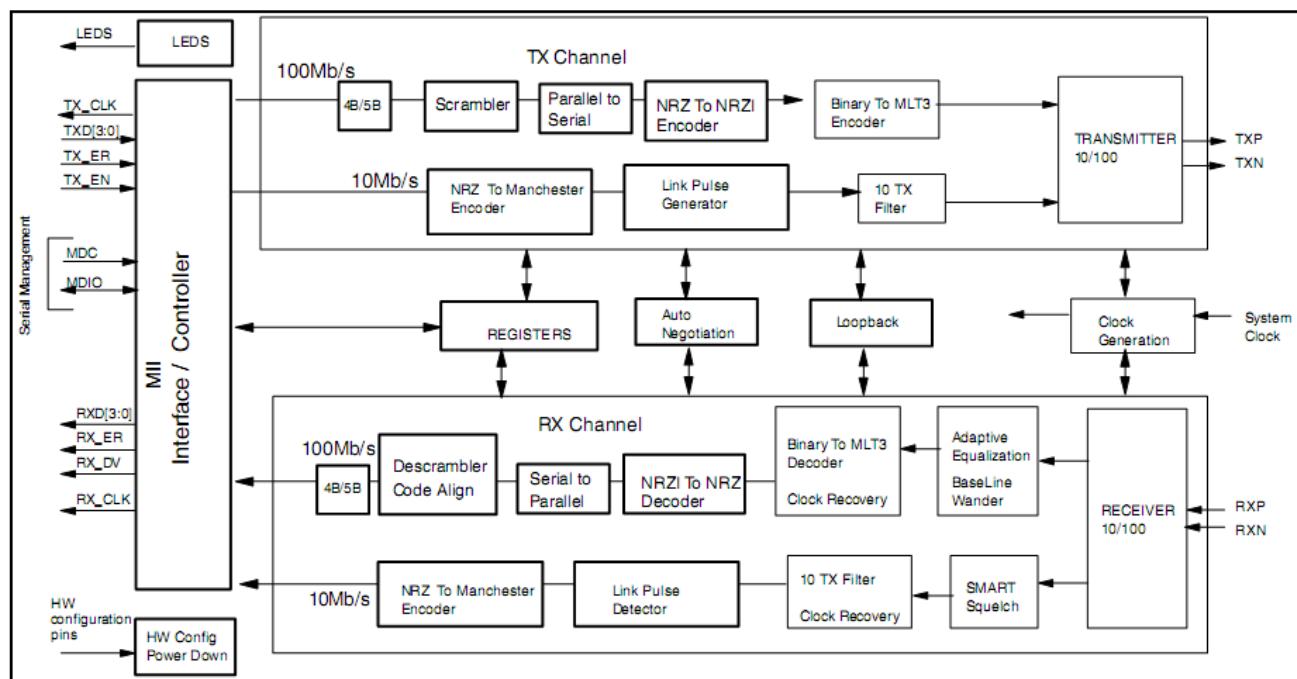 LEDS
LEDS
TX Channel
100Mb/s
4B/5B
Scrambler
Parallel to
Serial
NRZ To NRZI
Encoder
Binary To MLT3
Encoder
TRANSMITTER
10/100
TXP
TXN
TX_CLK
TXD[3:0]
TX_ER
TX_EN
10Mb/s
NRZ To Manchester
Encoder
Link Pulse
Generator
10 TX
Filter
Serial Management
MDC
MDIO
MII
Interface / Controller
REGISTERS
Auto
Negotiation
Loopback
Clock
Generation
System
Clock
RXD[3:0]
RX_ER
RX_DV
RX_CLK
RX Channel
100Mb/s
4B/5B
Descrambler
Code Align
Serial to
Parallel
NRZI To NRZ
Decoder
Binary To MLT3
Decoder
Clock Recovery
Adaptive
Equalization
BaseLine
Wander
RECEIVER
10/100
RXP
RXN
10Mb/s
NRZ To Manchester
Encoder
Link Pulse
Detector
10 TX Filter
Clock Recovery
SMART
Squelch
HW
configuration
pins
HW Config
Power Down